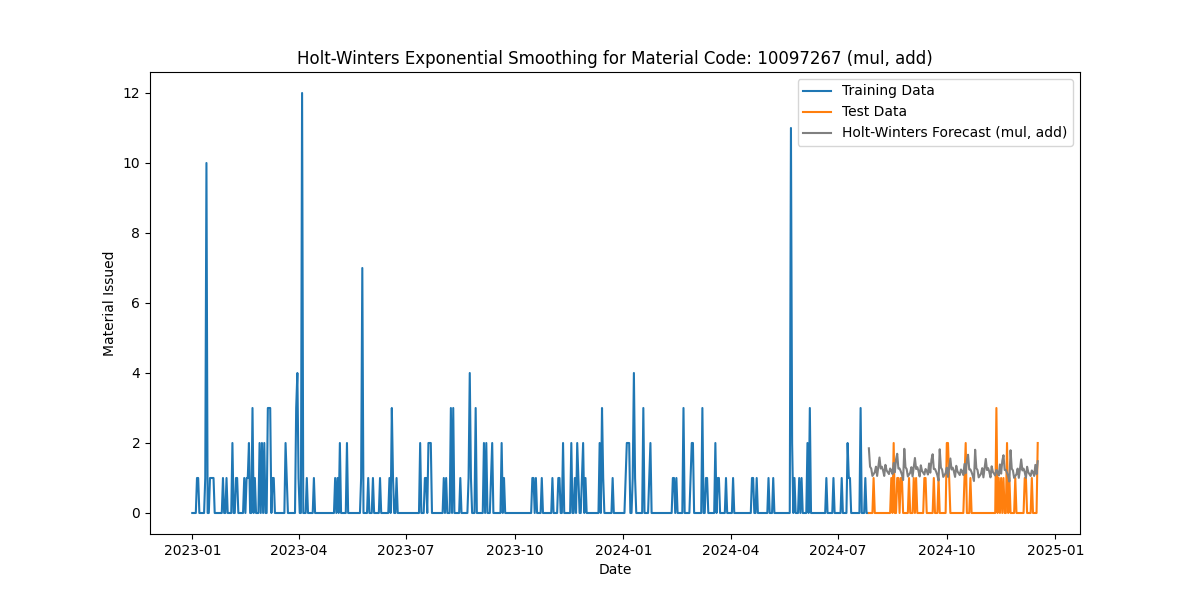 Holt-Winters Exponential Smoothing for Material Code: 10097267 (mul, add)
Training Data
Test Data
Holt-Winters Forecast (mul, add)
12
10
8
6
4
2
0
Material Issued
2023-01
2023-04
2023-07
2023-10
2024-01
2024-04
2024-07
2024-10
2025-01
Date